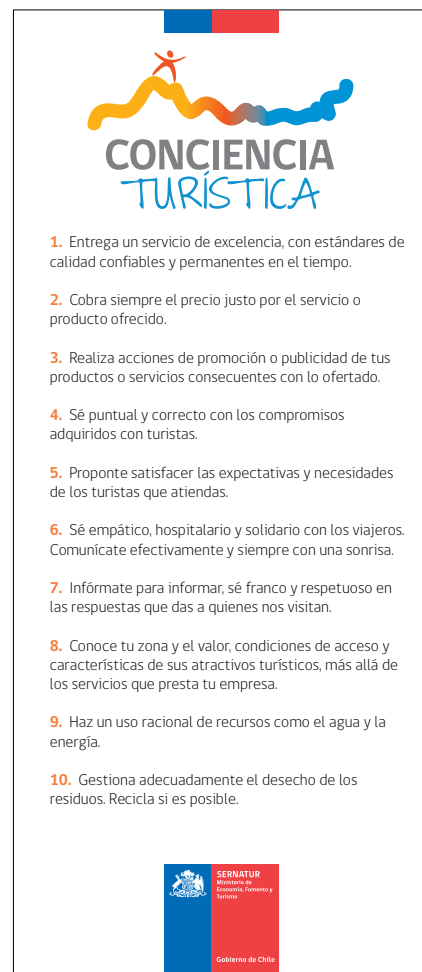 CONCIENCIA
TURÍSTICA
1. Entrega un servicio de excelencia, con estándares de
calidad confiables y permanentes en el tiempo.
2. Cobra siempre el precio justo por el servicio o
producto ofrecido.
3. Realiza acciones de promoción o publicidad de tus
productos o servicios consecuentes con lo ofertado.
4. Sé puntual y correcto con los compromisos
adquiridos con turistas.
5. Proponte satisfacer las expectativas y necesidades
de los turistas que atiendas.
6. Sé empático, hospitalario y solidario con los viajeros.
Comunícate efectivamente y siempre con una sonrisa.
7. Infórmate para informar, sé franco y respetuoso en
las respuestas que das a quienes nos visitan.
8. Conoce tu zona y el valor, condiciones de acceso y
características de sus atractivos turísticos, más allá de
los servicios que presta tu empresa.
9. Haz un uso racional de recursos como el agua y la
energía.
10. Gestiona adecuadamente el desecho de los
residuos. Recicla si es posible.
SERNATUR
Ministerio de
Economía, Fomento y
Turismo
Gobierno de Chile